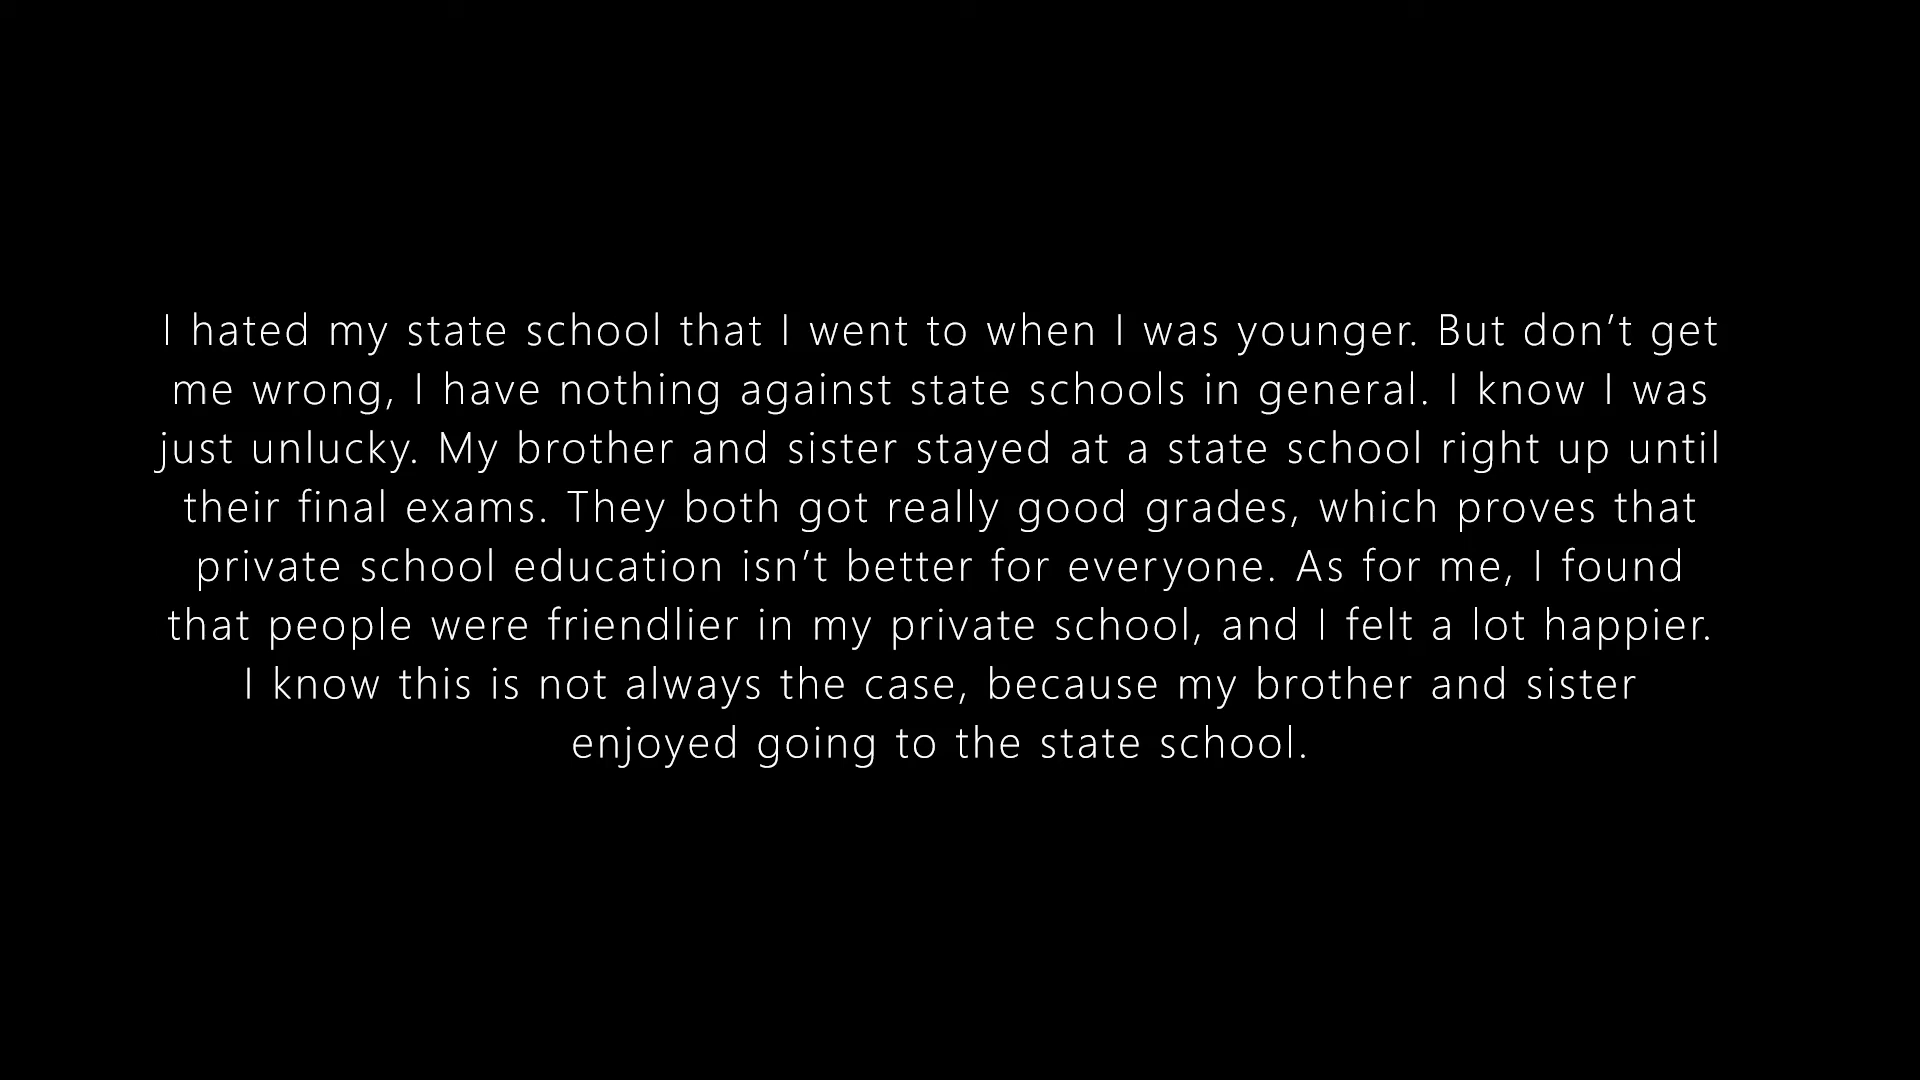 I hated my state school that I went to when I was younger. But don’t get
me wrong, I have nothing against state schools in general. I know I was
just unlucky. My brother and sister stayed at a state school right up until
their final exams. They both got really good grades, which proves that
private school education isn’t better for everyone. As for me, I found
that people were friendlier in my private school, and I felt a lot happier.
I know this is not always the case, because my brother and sister
enjoyed going to the state school.